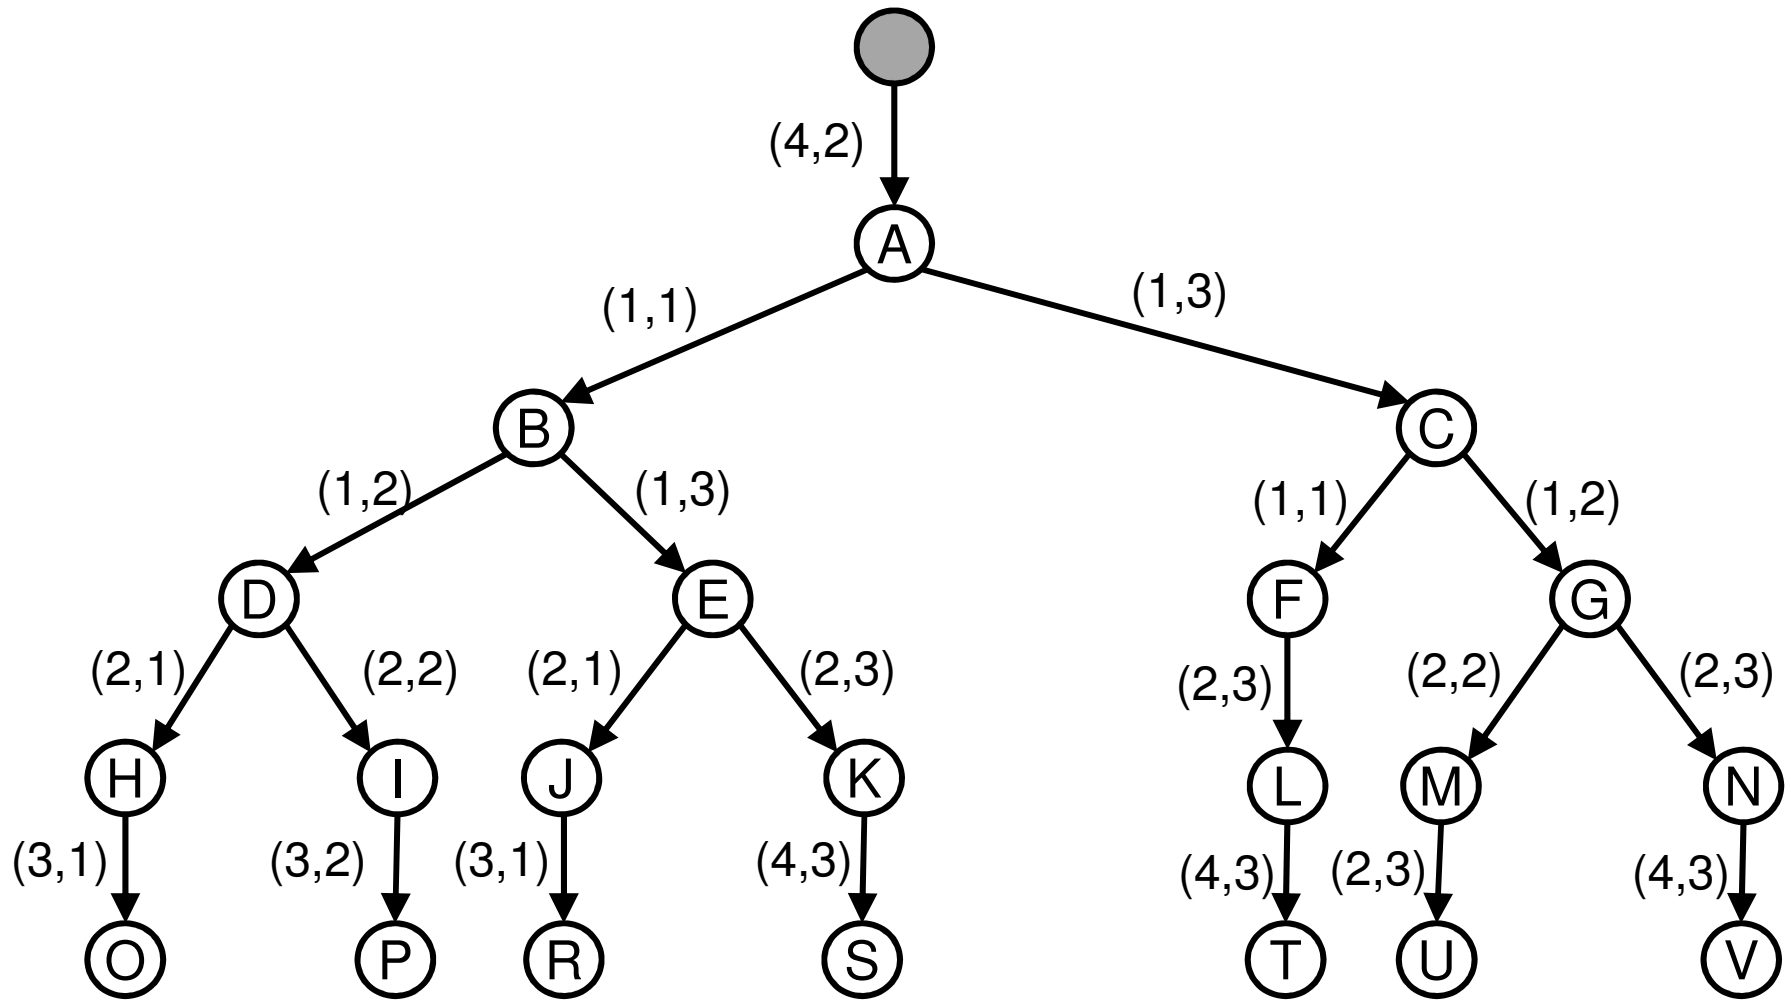 (4,2)
A
(1,1)
(1,3)
B
C
(1,2)
(1,3)
(1,1)
(1,2)
D
E
F
G
(2,1)
(2,2)
(2,1)
(2,3)
(2,3)
(2,2)
(2,3)
H
I
J
K
L
M
N
(3,1)
(3,2)
(3,1)
(4,3)
(4,3)
(2,3)
(4,3)
O
P
R
S
T
U
V